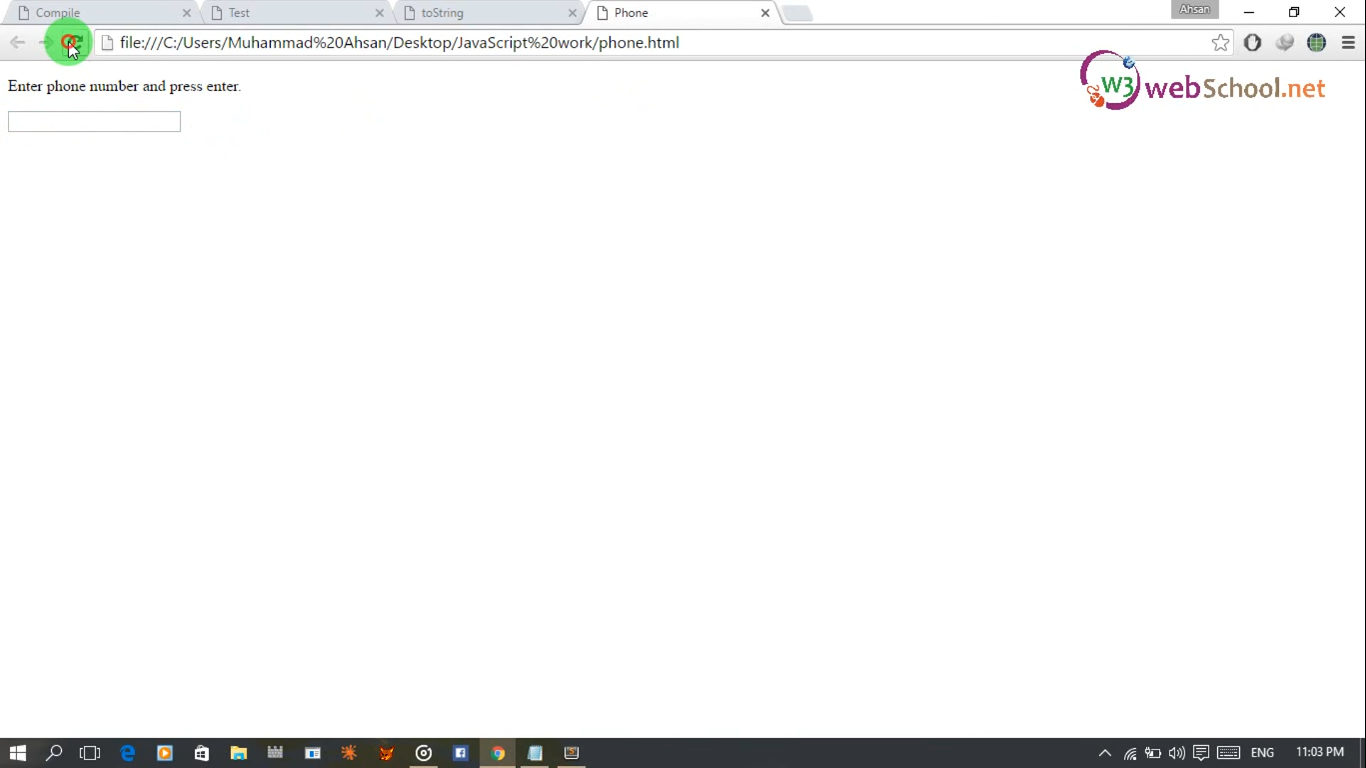 Compile
Test
toString
Phone
Ahsan
file:///C:/Users/Muhammad%20Ahsan/Desktop/JavaScript%20work/phone.html
W3 webSchool.net
Enter phone number and press enter.
ENG
11:03 PM